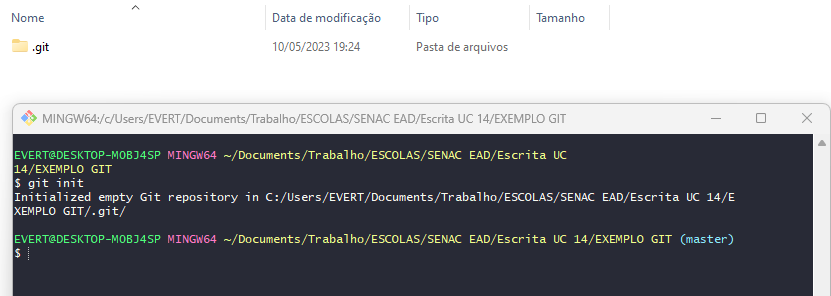 Nome Data de modificação Tipo Tamanho
.git 10/05/2023 19:24 Pasta de arquivos
MINGW64:/c/Users/EVERT/Documents/Trabalho/ESCOLAS/SENAC EAD/Escrita UC 14/EXEMPLO GIT
EVERT@DESKTOP-MOBJ4SP MINGW64 ~/Documents/Trabalho/ESCOLAS/SENAC EAD/Escrita UC
14/EXEMPLO GIT
$ git init
Initialized empty Git repository in C:/Users/EVERT/Documents/Trabalho/ESCOLAS/SENAC EAD/Escrita UC 14/E
XEMPLO GIT/.git/
EVERT@DESKTOP-MOBJ4SP MINGW64 ~/Documents/Trabalho/ESCOLAS/SENAC EAD/Escrita UC 14/EXEMPLO GIT (master)
$